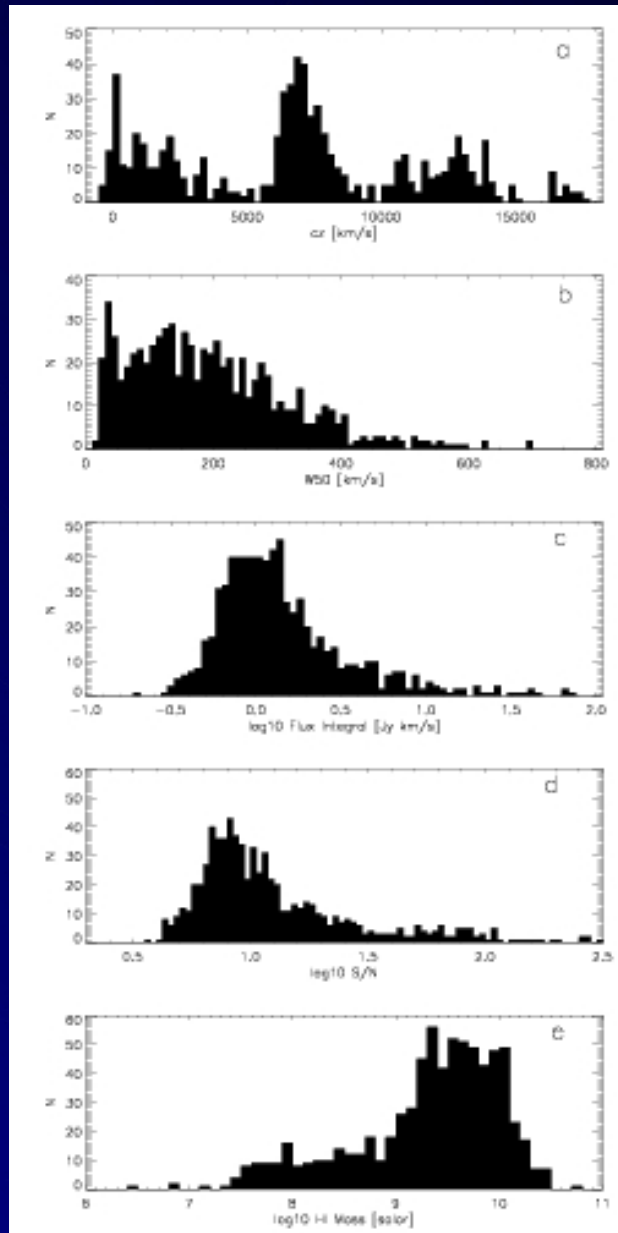 50
a
40
30
N
20
10
0
0 5000 10000 15000
cz [km/s]
40
b
30
N
20
10
0
0 200 400 600 800
W50 [km/s]
50
c
40
30
N
20
10
0
-1.0 -0.5 0.0 0.5 1.0 1.5 2.0
log10 Flux Integral [Jy km/s]
60
d
50
40
N
30
20
10
0
0.5 1.0 1.5 2.0 2.5
log10 S/N
60
e
50
40
N
30
20
10
0
6 7 8 9 10 11
log10 HI Mass [solar]